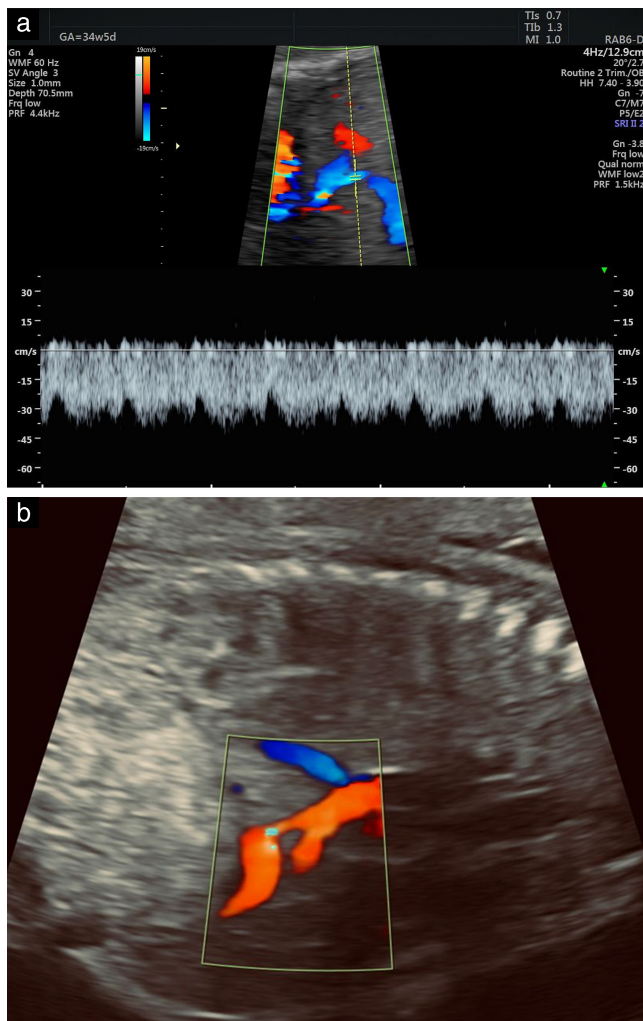 a
GA=34w5d
TIs 0.7
TIb 1.3
MI 1.0
RAB6-D
Gn 4
WMF 60 Hz
SV Angle 3
Size 1.0mm
Depth 70.5mm
Frq low
PRF 4.4kHz
19cm/s
-19cm/s
4Hz/12.9cm
20°/2.7
Routine 2 Trim./OB
HH 7.40 - 3.90
Gn -7
C7/M7
P5/E2
SRI II 2
Gn -3.8
Frq low
Qual norm
WMF low2
PRF 1.5kHz
30 30
15 15
cm/s cm/s
-15 -15
-30 -30
-45 -45
-60 -60
b